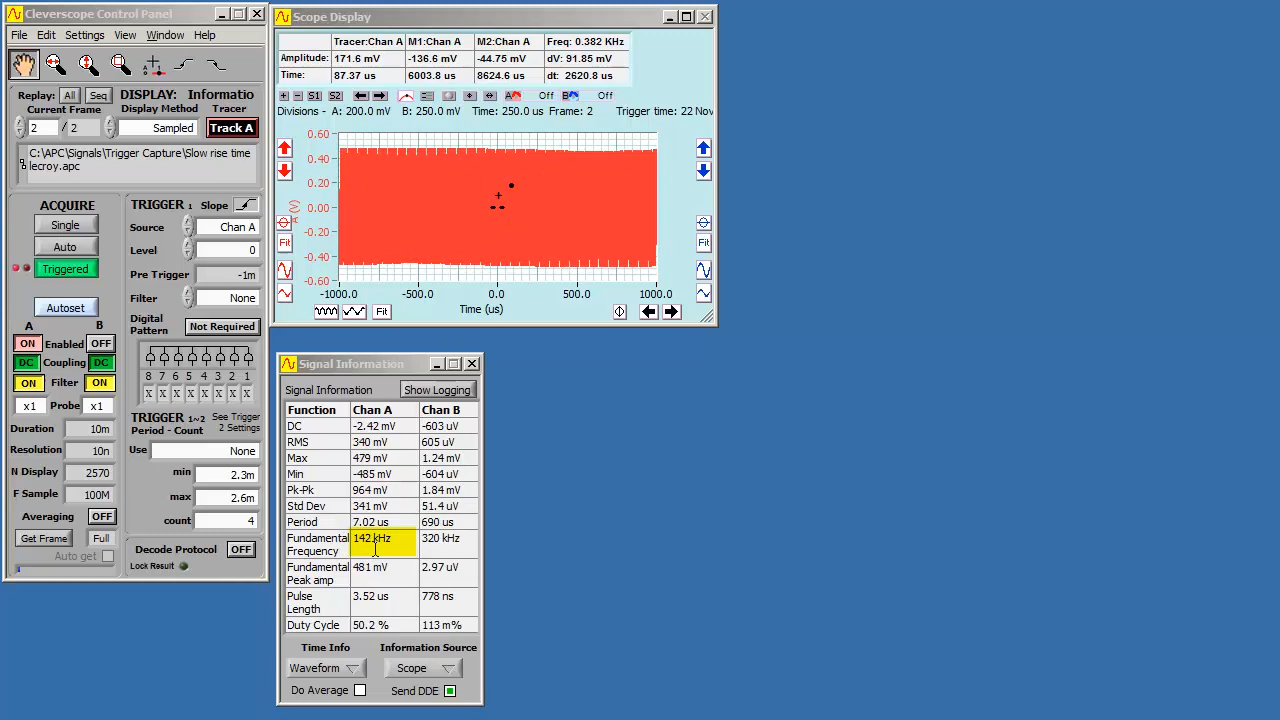 Cleverscope Control Panel
File Edit Settings View Window Help
Replay: All Seq DISPLAY: Informatio
Current Frame Display Method Tracer
2 / 2 Sampled Track A
C:\APC\Signals\Trigger Capture\Slow rise time
lecroy.apc
ACQUIRE
Single
Auto
Triggered
Autoset
A B
ON Enabled OFF
DC Coupling DC
ON Filter ON
x1 Probe x1
Duration 10m
Resolution 10n
N Display 2570
F Sample 100M
Averaging OFF
Get Frame Full
Auto get
TRIGGER 1 Slope
Source Chan A
Level 0
Pre Trigger -1m
Filter None
Digital
Pattern Not Required
8 7 6 5 4 3 2 1
X X X X X X X X
TRIGGER 1~2 See Trigger
Period - Count 2 Settings
Use None
min 2.3m
max 2.6m
count 4
Decode Protocol OFF
Lock Result
Scope Display
Tracer:Chan A M1:Chan A M2:Chan A Freq: 0.382 KHz
Amplitude: 171.6 mV -136.6 mV -44.75 mV dV: 91.85 mV
Time: 87.37 us 6003.8 us 8624.6 us dt: 2620.8 us
S1 S2 A Off B Off
Divisions - A: 200.0 mV B: 250.0 mV Time: 250.0 us Frame: 2 Trigger time: 22 Nov
0.60
0.40
0.20
0.00
-0.20
-0.40
-0.60
A (V)
Fit
Fit
-1000.0 -500.0 0.0 500.0 1000.0
Fit Time (us)
Signal Information
Signal Information Show Logging
Function Chan A Chan B
DC -2.42 mV -603 uV
RMS 340 mV 605 uV
Max 479 mV 1.24 mV
Min -485 mV -604 uV
Pk-Pk 964 mV 1.84 mV
Std Dev 341 mV 51.4 uV
Period 7.02 us 690 us
Fundamental 142 kHz 320 kHz
Frequency
Fundamental 481 mV 2.97 uV
Peak amp
Pulse 3.52 us 778 ns
Length
Duty Cycle 50.2 % 113 m%
Time Info Information Source
Waveform Scope
Do Average Send DDE